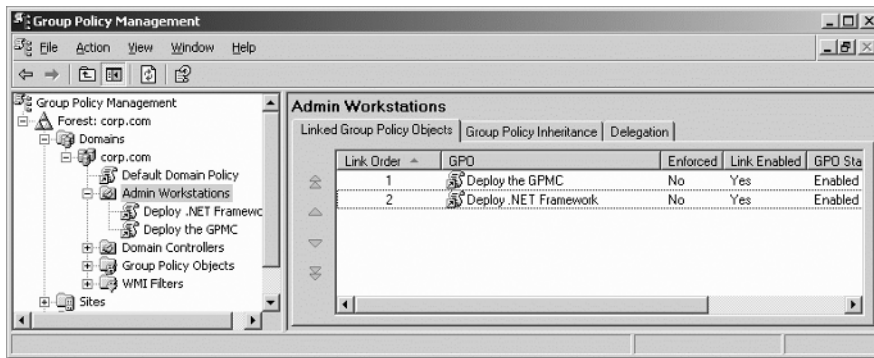 Group Policy Management
File Action View Window Help
Group Policy Management
Forest: corp.com
Domains
corp.com
Default Domain Policy
Admin Workstations
Deploy .NET Framewc
Deploy the GPMC
Domain Controllers
Group Policy Objects
WMI Filters
Sites
Admin Workstations
Linked Group Policy Objects Group Policy Inheritance Delegation
Link Order GPO Enforced Link Enabled GPO Sta
1 Deploy the GPMC No Yes Enabled
2 Deploy .NET Framework No Yes Enabled